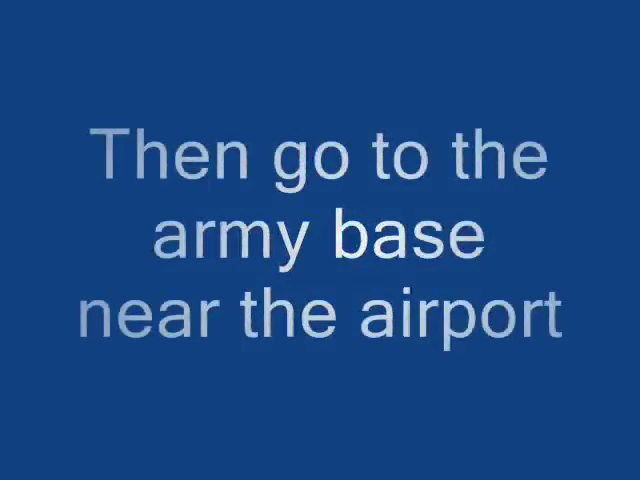 Then go to the
army base
near the airport